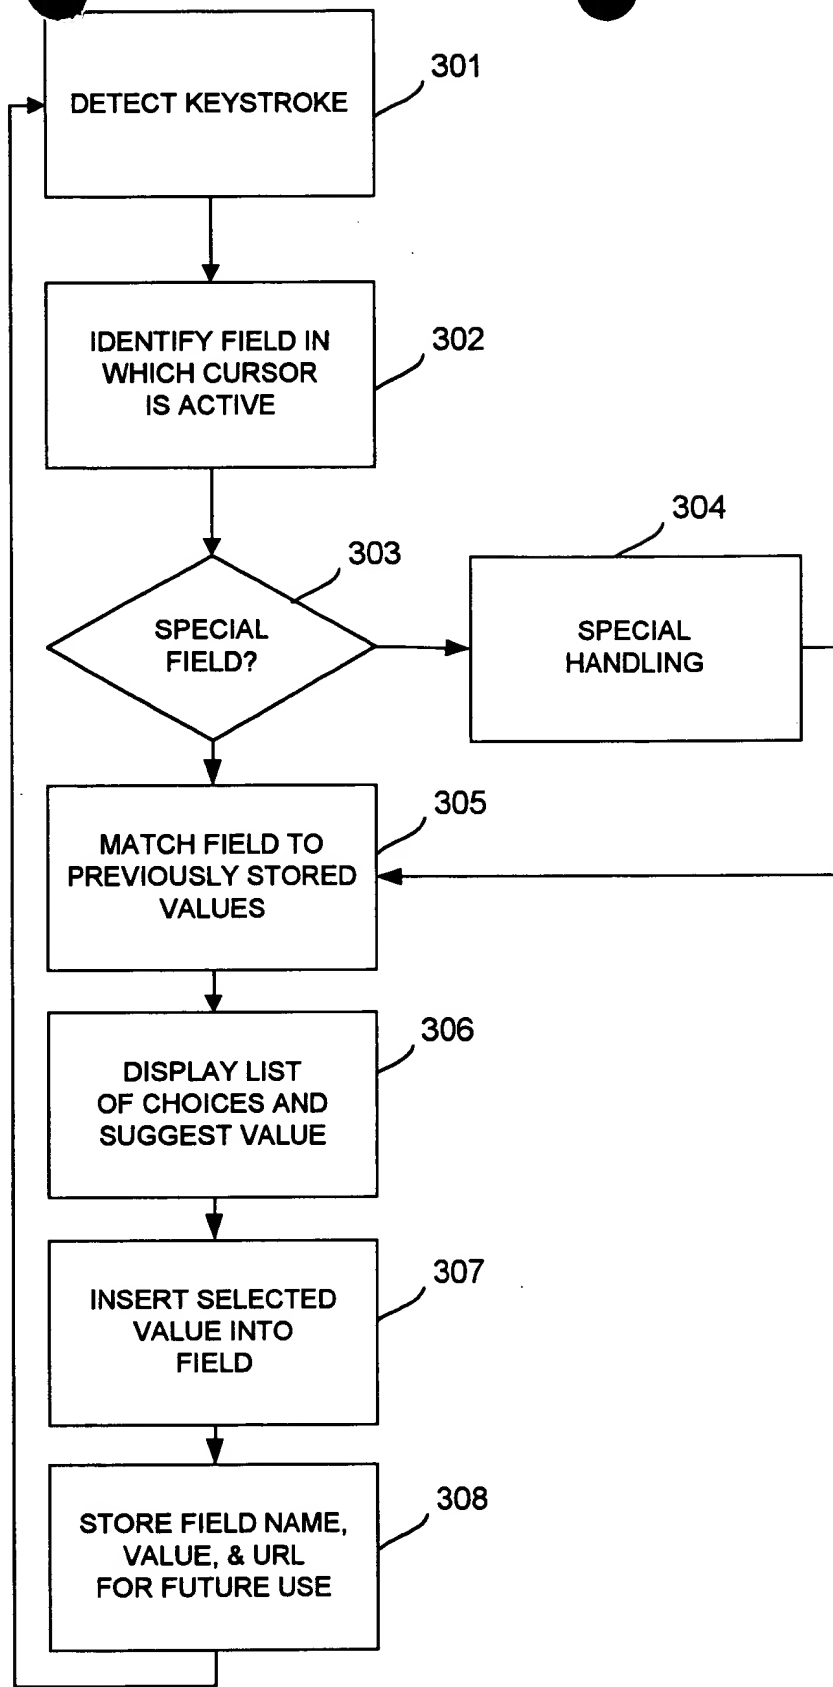 301
DETECT KEYSTROKE
302
IDENTIFY FIELD IN
WHICH CURSOR
IS ACTIVE
303
304
SPECIAL
FIELD?
SPECIAL
HANDLING
305
MATCH FIELD TO
PREVIOUSLY STORED
VALUES
306
DISPLAY LIST
OF CHOICES AND
SUGGEST VALUE
307
INSERT SELECTED
VALUE INTO
FIELD
308
STORE FIELD NAME,
VALUE, & URL
FOR FUTURE USE